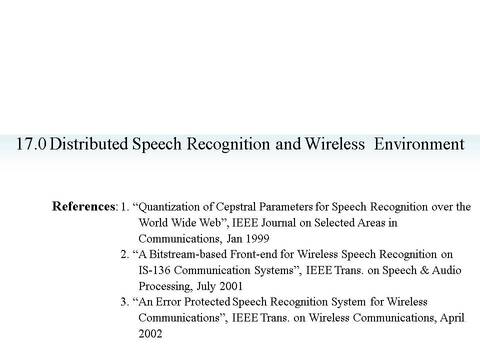 17.0 Distributed Speech Recognition and Wireless Environment
References: 1. “Quantization of Cepstral Parameters for Speech Recognition over the
World Wide Web”, IEEE Journal on Selected Areas in
Communications, Jan 1999
2. “A Bitstream-based Front-end for Wireless Speech Recognition on
IS-136 Communication Systems”, IEEE Trans. on Speech & Audio
Processing, July 2001
3. “An Error Protected Speech Recognition System for Wireless
Communications”, IEEE Trans. on Wireless Communications, April
2002